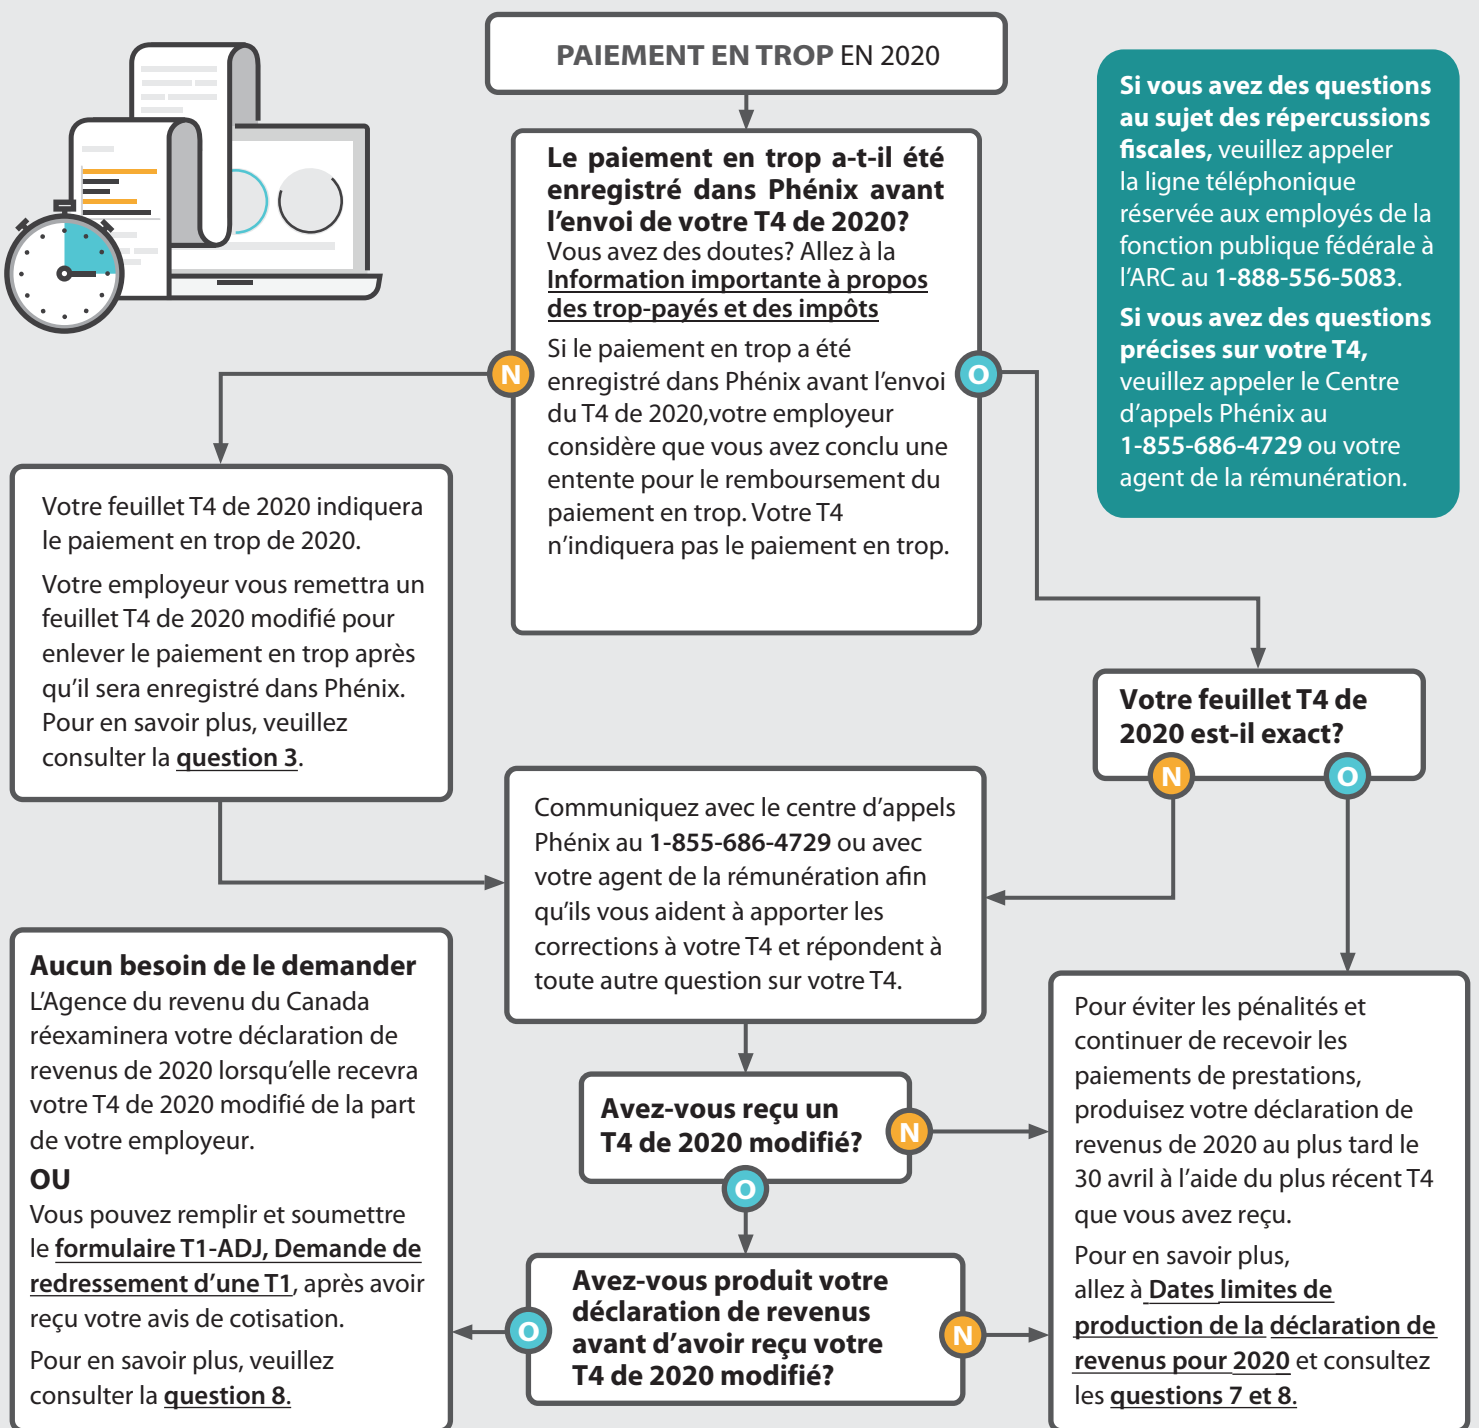 PAIEMENT EN TROP EN 2020
Si vous avez des questions
au sujet des répercussions
fiscales, veuillez appeler
la ligne téléphonique
réservée aux employés de la
fonction publique fédérale à
l'ARC au 1-888-556-5083.
Si vous avez des questions
précises sur votre T4,
veuillez appeler le Centre
d'appels Phénix au
1-855-686-4729 ou votre
agent de la rémunération.
Le paiement en trop a-t-il été
enregistré dans Phénix avant
l'envoi de votre T4 de 2020?
Vous avez des doutes? Allez à la
Information importante à propos
des trop-payés et des impôts
Si le paiement en trop a été
enregistré dans Phénix avant l'envoi
du T4 de 2020,votre employeur
considère que vous avez conclu une
entente pour le remboursement du
paiement en trop. Votre T4
n'indiquera pas le paiement en trop.
N
O
Votre feuillet T4 de 2020 indiquera
le paiement en trop de 2020.
Votre employeur vous remettra un
feuillet T4 de 2020 modifié pour
enlever le paiement en trop après
qu'il sera enregistré dans Phénix.
Pour en savoir plus, veuillez
consulter la question 3.
Votre feuillet T4 de
2020 est-il exact?
N
O
Communiquez avec le centre d'appels
Phénix au 1-855-686-4729 ou avec
votre agent de la rémunération afin
qu'ils vous aident à apporter les
corrections à votre T4 et répondent à
toute autre question sur votre T4.
Avez-vous reçu un
T4 de 2020 modifié?
N
O
Avez-vous produit votre
déclaration de revenus
avant d'avoir reçu votre
T4 de 2020 modifié?
O
N
Aucun besoin de le demander
L'Agence du revenu du Canada
réexaminera votre déclaration de
revenus de 2020 lorsqu'elle recevra
votre T4 de 2020 modifié de la part
de votre employeur.
OU
Vous pouvez remplir et soumettre
le formulaire T1-ADJ, Demande de
redressement d'une T1, après avoir
reçu votre avis de cotisation.
Pour en savoir plus, veuillez
consulter la question 8.
Pour éviter les pénalités et
continuer de recevoir les
paiements de prestations,
produisez votre déclaration de
revenus de 2020 au plus tard le
30 avril à l'aide du plus récent T4
que vous avez reçu.
Pour en savoir plus,
allez à Dates limites de
production de la déclaration de
revenus pour 2020 et consultez
les questions 7 et 8.